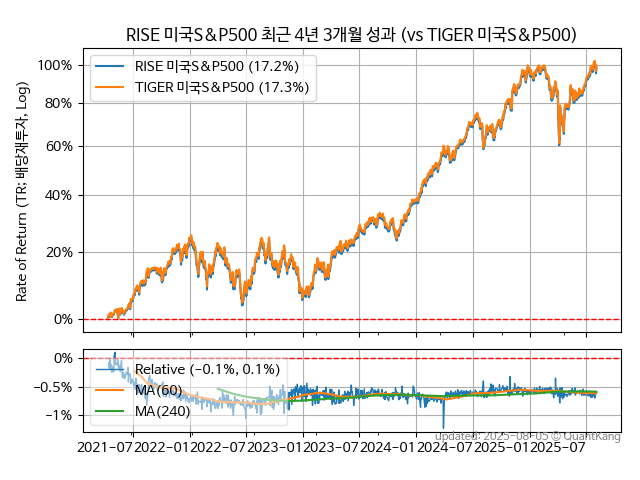 RISE 미국S&P500 최근 4년 3개월 성과 (vs TIGER 미국S&P500)
Rate of Return (TR: 배당재투자, Log)
100%
80%
60%
40%
20%
0%
RISE 미국S&P500 (17.2%)
TIGER 미국S&P500 (17.3%)
0%
−0.5%
−1%
Relative (−0.1%, 0.1%)
MA(60)
MA(240)
updated: 2025-08-05 © QuantKang
2021-07 2022-01 2022-07 2023-01 2023-07 2024-01 2024-07 2025-01 2025-07